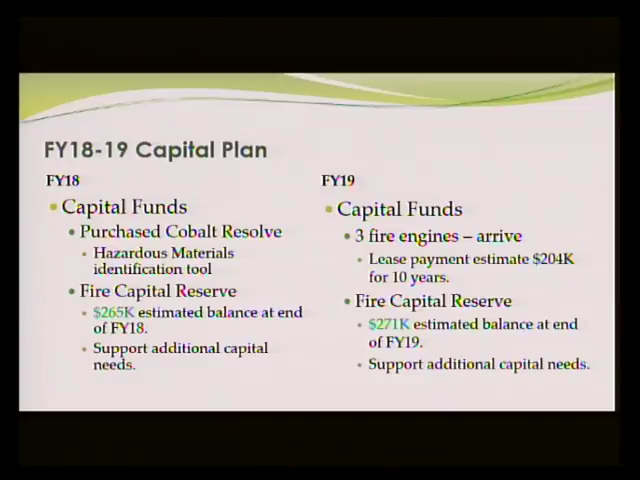 FY18-19 Capital Plan
FY18
Capital Funds
Purchased Cobalt Resolve
Hazardous Materials
identification tool
Fire Capital Reserve
$265K estimated balance at end
of FY18.
Support additional capital
needs.
FY19
Capital Funds
3 fire engines – arrive
Lease payment estimate $204K
for 10 years.
Fire Capital Reserve
$271K estimated balance at end
of FY19.
Support additional capital needs.